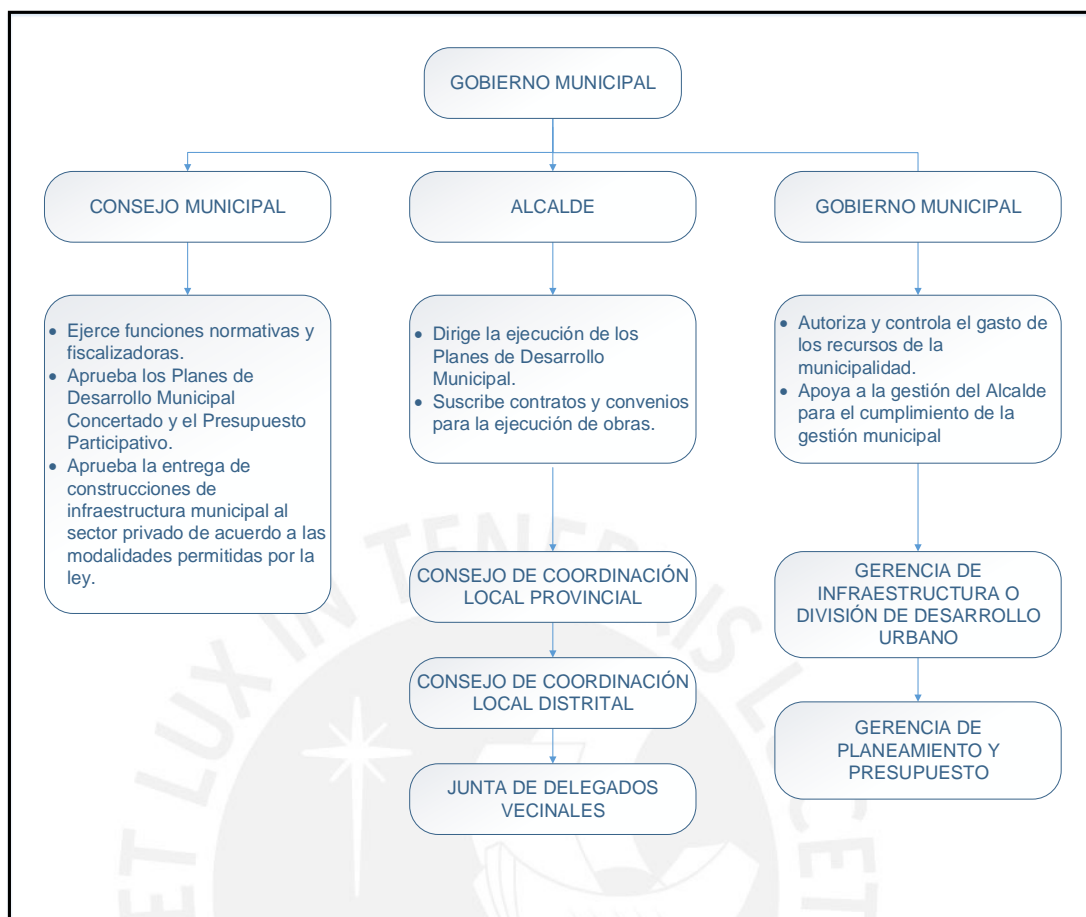 GOBIERNO MUNICIPAL
CONSEJO MUNICIPAL
ALCALDE
GOBIERNO MUNICIPAL
• Ejerce funciones normativas y
fiscalizadoras.
• Aprueba los Planes de
Desarrollo Municipal
Concertado y el Presupuesto
Participativo.
• Aprueba la entrega de
construcciones de
infraestructura municipal al
sector privado de acuerdo a las
modalidades permitidas por la
ley.
• Dirige la ejecución de los
Planes de Desarrollo
Municipal.
• Suscribe contratos y convenios
para la ejecución de obras.
• Autoriza y controla el gasto de
los recursos de la
municipalidad.
• Apoya a la gestión del Alcalde
para el cumplimiento de la
gestión municipal
CONSEJO DE COORDINACIÓN
LOCAL PROVINCIAL
CONSEJO DE COORDINACIÓN
LOCAL DISTRITAL
JUNTA DE DELEGADOS
VECINALES
GERENCIA DE
INFRAESTRUCTURA O
DIVISIÓN DE DESARROLLO
URBANO
GERENCIA DE
PLANEAMIENTO Y
PRESUPUESTO
ET LUX IN